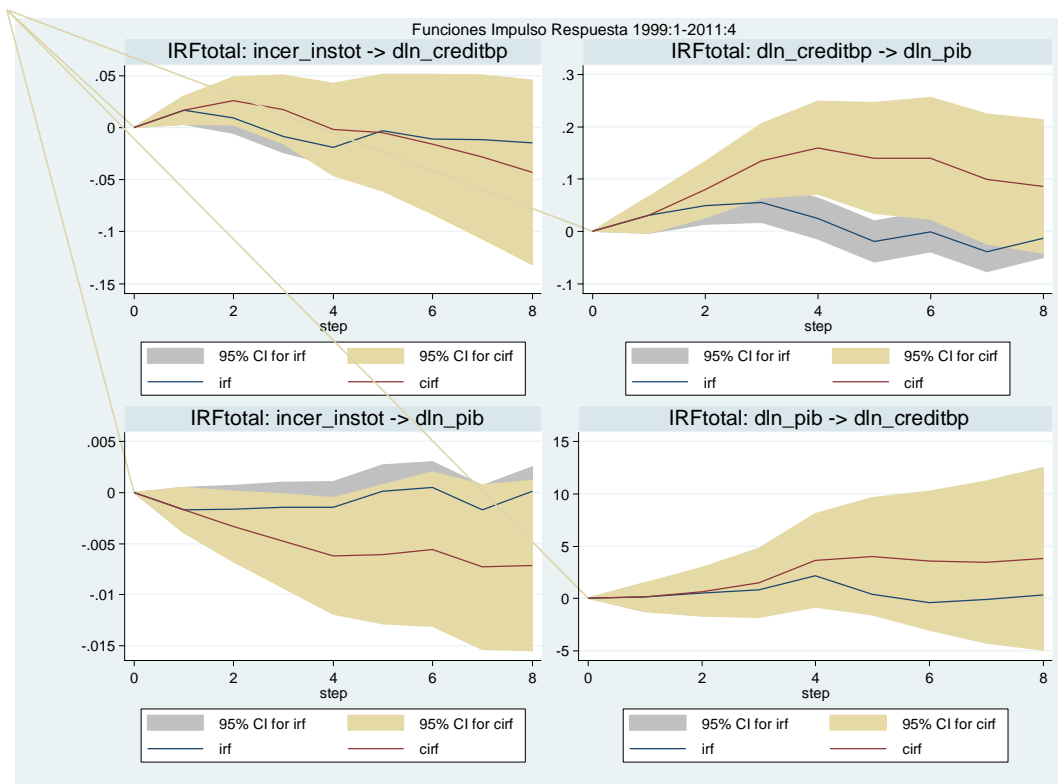 Funciones Impulso Respuesta 1999:1-2011:4
IRFtotal: incer_instot -> dln_creditbp
.05
0
-.05
-.1
-.15
0 2 4 6 8
step
95% CI for irf 95% CI for cirf
irf cirf
IRFtotal: dln_creditbp -> dln_pib
.3
.2
.1
0
-.1
0 2 4 6 8
step
95% CI for irf 95% CI for cirf
irf cirf
IRFtotal: incer_instot -> dln_pib
.005
0
-.005
-.01
-.015
0 2 4 6 8
step
95% CI for irf 95% CI for cirf
irf cirf
IRFtotal: dln_pib -> dln_creditbp
15
10
5
0
-5
0 2 4 6 8
step
95% CI for irf 95% CI for cirf
irf cirf